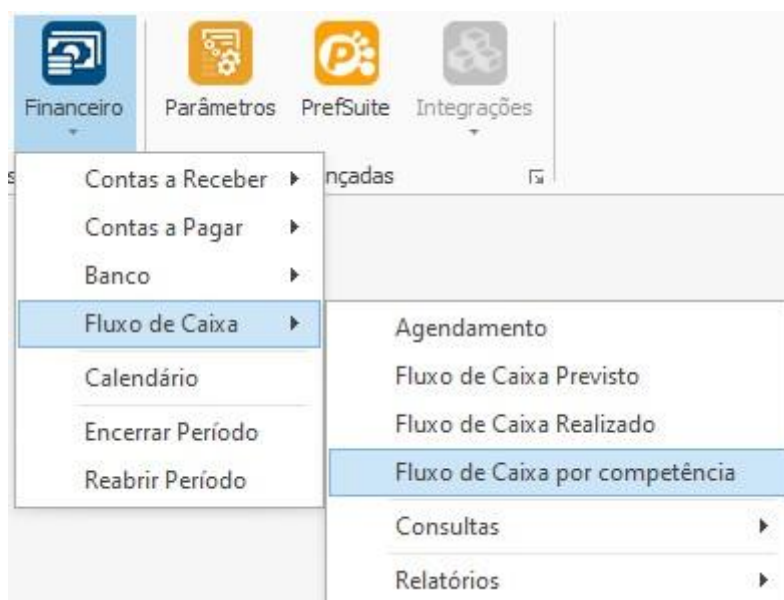 Financeiro
Parâmetros
PrefSuite
Integrações
nçadas
Contas a Receber
Contas a Pagar
Banco
Fluxo de Caixa
Calendário
Encerrar Período
Reabrir Período
Agendamento
Fluxo de Caixa Previsto
Fluxo de Caixa Realizado
Fluxo de Caixa por competência
Consultas
Relatórios